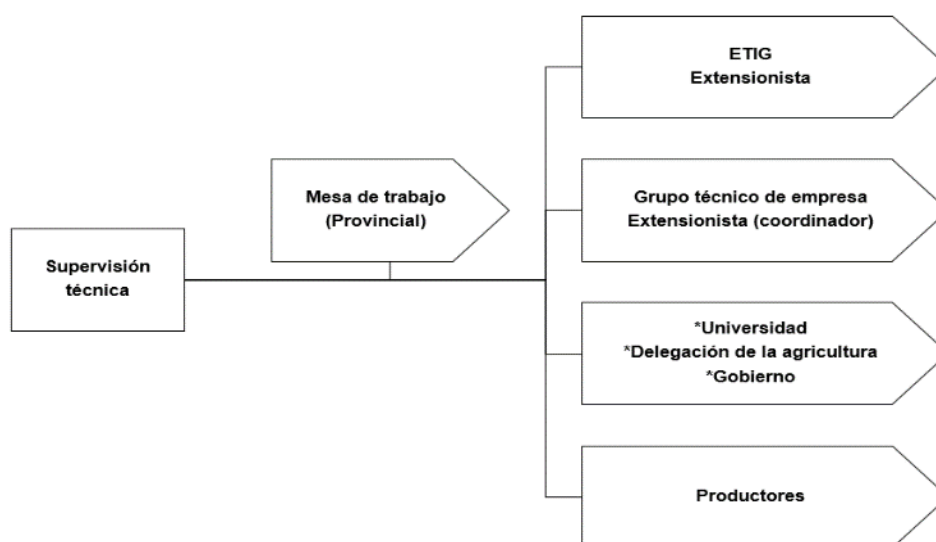 ETIG
Extensionista
Mesa de trabajo
(Provincial)
Grupo técnico de empresa
Extensionista (coordinador)
Supervisión
técnica
*Universidad
*Delegación de la agricultura
*Gobierno
Productores